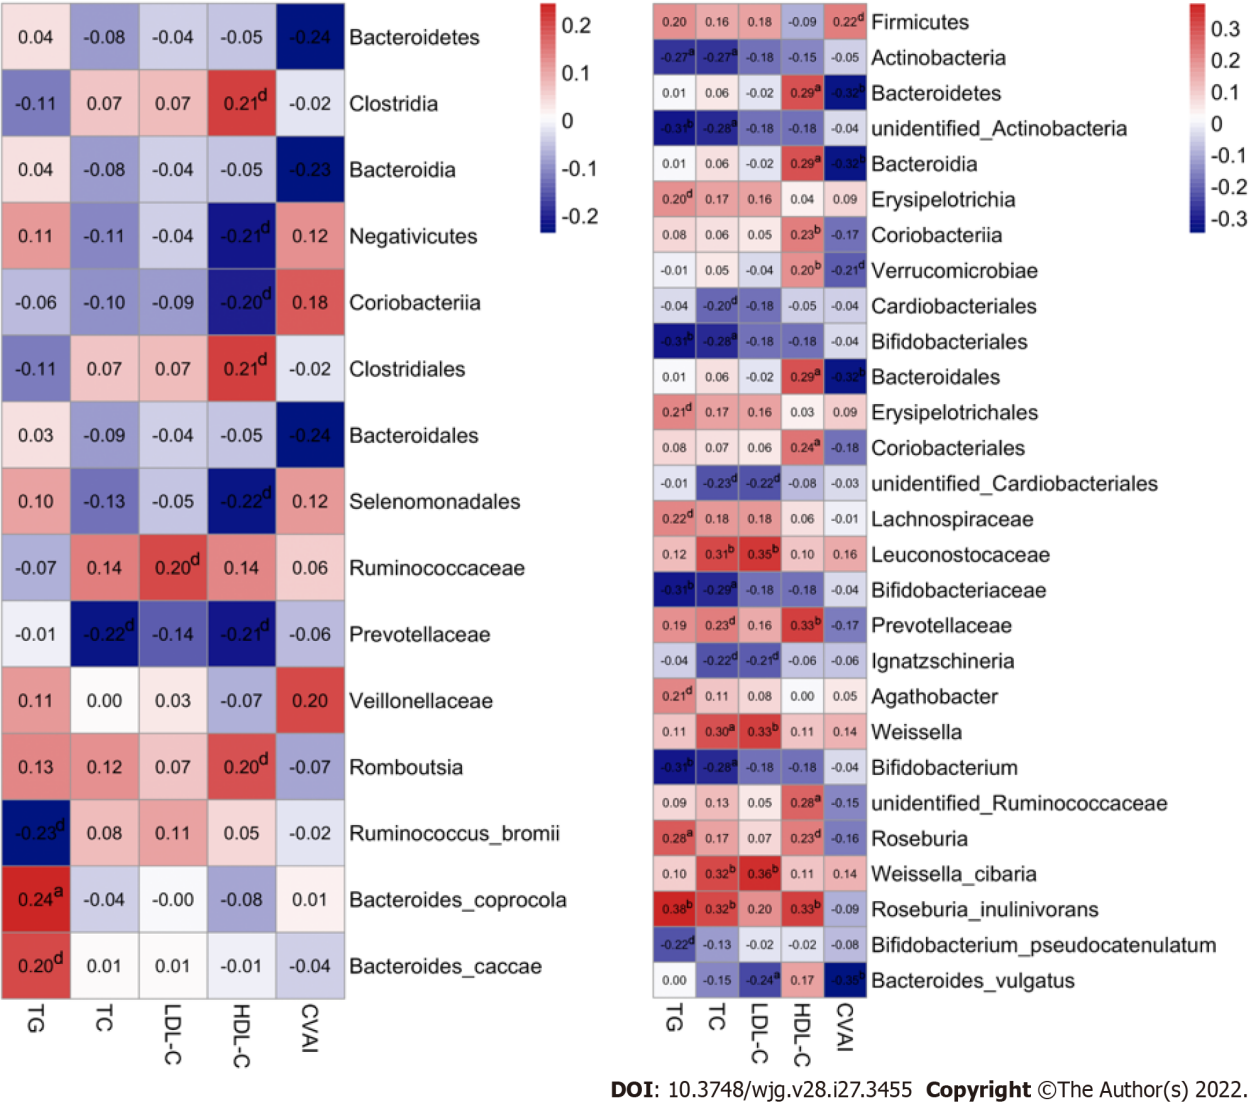 0.04 -0.08 -0.04 -0.05 -0.24 Bacteroidetes
-0.11 0.07 0.07 0.21d -0.02 Clostridia
0.04 -0.08 -0.04 -0.05 -0.23 Bacteroidia
0.11 -0.11 -0.04 -0.21d 0.12 Negativicutes
-0.06 -0.10 -0.09 -0.20d 0.18 Coriobacteriia
-0.11 0.07 0.07 0.21d -0.02 Clostridiales
0.03 -0.09 -0.04 -0.05 -0.24 Bacteroidales
0.10 -0.13 -0.05 -0.22d 0.12 Selenomonadales
-0.07 0.14 0.20d 0.14 0.06 Ruminococcaceae
-0.01 -0.22d -0.14 -0.21d -0.06 Prevotellaceae
0.11 0.00 0.03 -0.07 0.20 Veillonellaceae
0.13 0.12 0.07 0.20d -0.07 Romboutsia
-0.23d 0.08 0.11 0.05 -0.02 Ruminococcus_bromii
0.24a -0.04 -0.00 -0.08 0.01 Bacteroides_coprocola
0.20d 0.01 0.01 -0.01 -0.04 Bacteroides_caccae
TG TC LDL-C HDL-C CVAI
0.2
0.1
0
-0.1
-0.2
0.20 0.16 0.18 -0.09 0.22d Firmicutes
-0.27a -0.27a -0.18 -0.15 -0.05 Actinobacteria
0.01 0.06 -0.02 0.29a -0.32b Bacteroidetes
-0.31b -0.28a -0.18 -0.18 -0.04 unidentified_Actinobacteria
0.01 0.06 -0.02 0.29a -0.32b Bacteroidia
0.20d 0.17 0.16 0.04 0.09 Erysipelotrichia
0.08 0.06 0.05 0.23b -0.17 Coriobacteriia
-0.01 0.05 -0.04 0.20b -0.21d Verrucomicrobiae
-0.04 -0.20d -0.18 -0.05 -0.04 Cardiobacteriales
-0.31b -0.28a -0.18 -0.18 -0.04 Bifidobacteriales
0.01 0.06 -0.02 0.29a -0.32b Bacteroidales
0.21d 0.17 0.16 0.03 0.09 Erysipelotrichales
0.08 0.07 0.06 0.24a -0.18 Coriobacteriales
-0.01 -0.23d -0.22d -0.08 -0.03 unidentified_Cardiobacteriales
0.22d 0.18 0.18 0.06 -0.01 Lachnospiraceae
0.12 0.31b 0.35b 0.10 0.16 Leuconostocaceae
-0.31b -0.29a -0.18 -0.18 -0.04 Bifidobacteriaceae
0.19 0.23d 0.16 0.33b -0.17 Prevotellaceae
-0.04 -0.22d -0.21d -0.06 -0.06 Ignatzschineria
0.21d 0.11 0.08 0.00 0.05 Agathobacter
0.11 0.30a 0.33b 0.11 0.14 Weissella
-0.31b -0.28a -0.18 -0.18 -0.04 Bifidobacterium
0.09 0.13 0.05 0.28a -0.15 unidentified_Ruminococcaceae
0.28a 0.17 0.07 0.23d -0.16 Roseburia
0.10 0.32b 0.36b 0.11 0.14 Weissella_cibaria
0.38b 0.32b 0.20 0.33b -0.09 Roseburia_inulinivorans
-0.22d -0.13 -0.02 -0.02 -0.08 Bifidobacterium_pseudocatenulatum
0.00 -0.15 -0.24a 0.17 -0.35b Bacteroides_vulgatus
TG TC LDL-C HDL-C CVAI
0.3
0.2
0.1
0
-0.1
-0.2
-0.3
DOI: 10.3748/wjg.v28.i27.3455 Copyright ©The Author(s) 2022.